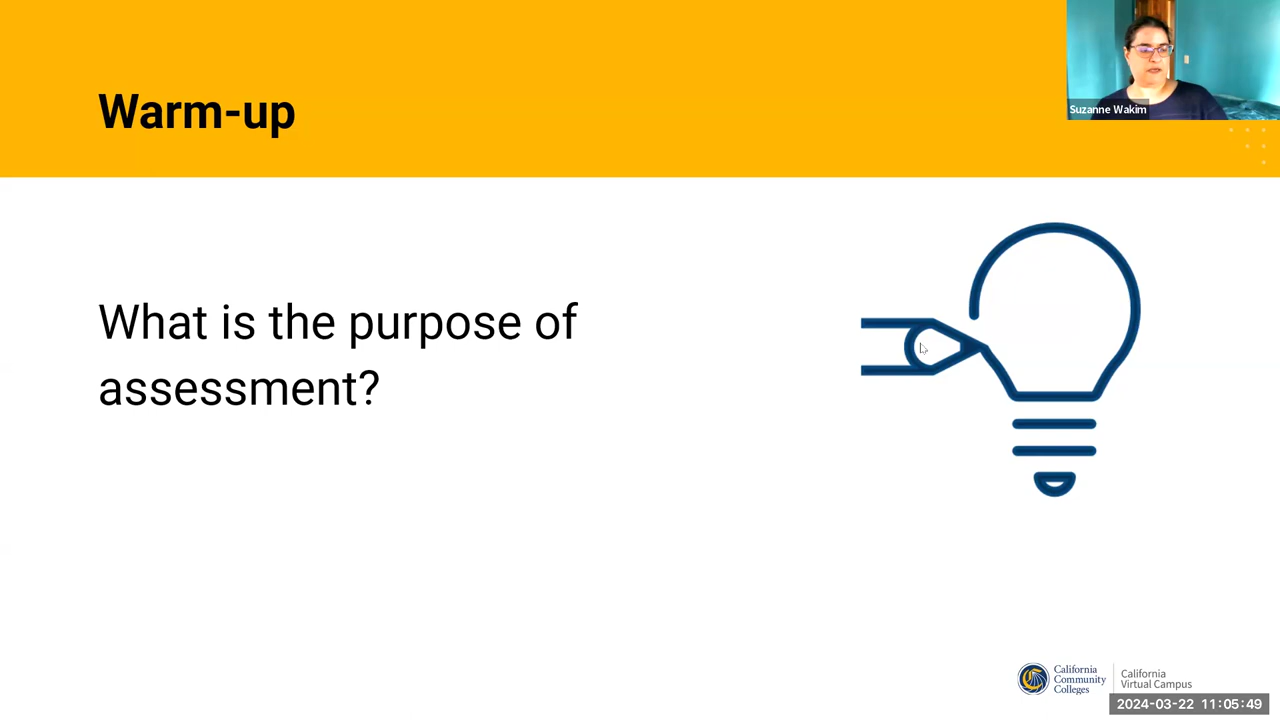 Warm-up
Suzanne Wakim
What is the purpose of
assessment?
California
Community
Colleges
California
Virtual Campus
2024-03-22 11:05:49